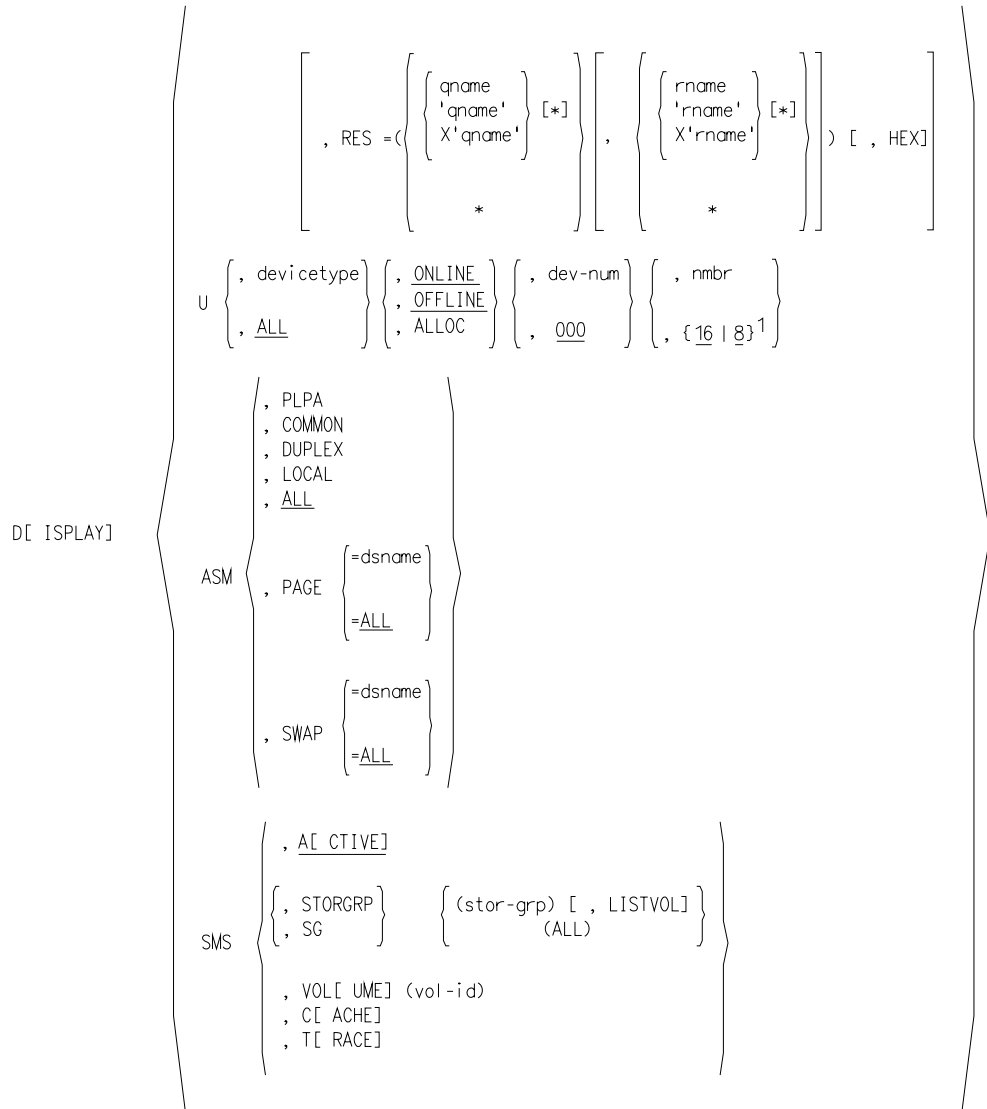 qname rname
'qname' [*] 'rname' [*]
, RES =( X'qname' , X'rname' ) [ , HEX]
* *
, devicetype , ONLINE , dev-num , nmbr
U , OFFLINE
, ALL , ALLOC , 000 , {16 | 8}1
, PLPA
, COMMON
, DUPLEX
, LOCAL
, ALL
D[ ISPLAY]
=dsname
ASM , PAGE
=ALL
=dsname
, SWAP
=ALL
, A[ CTIVE]
, STORGRP (stor-grp) [ , LISTVOL]
, SG (ALL)
SMS
, VOL[ UME] (vol-id)
, C[ ACHE]
, T[ RACE]